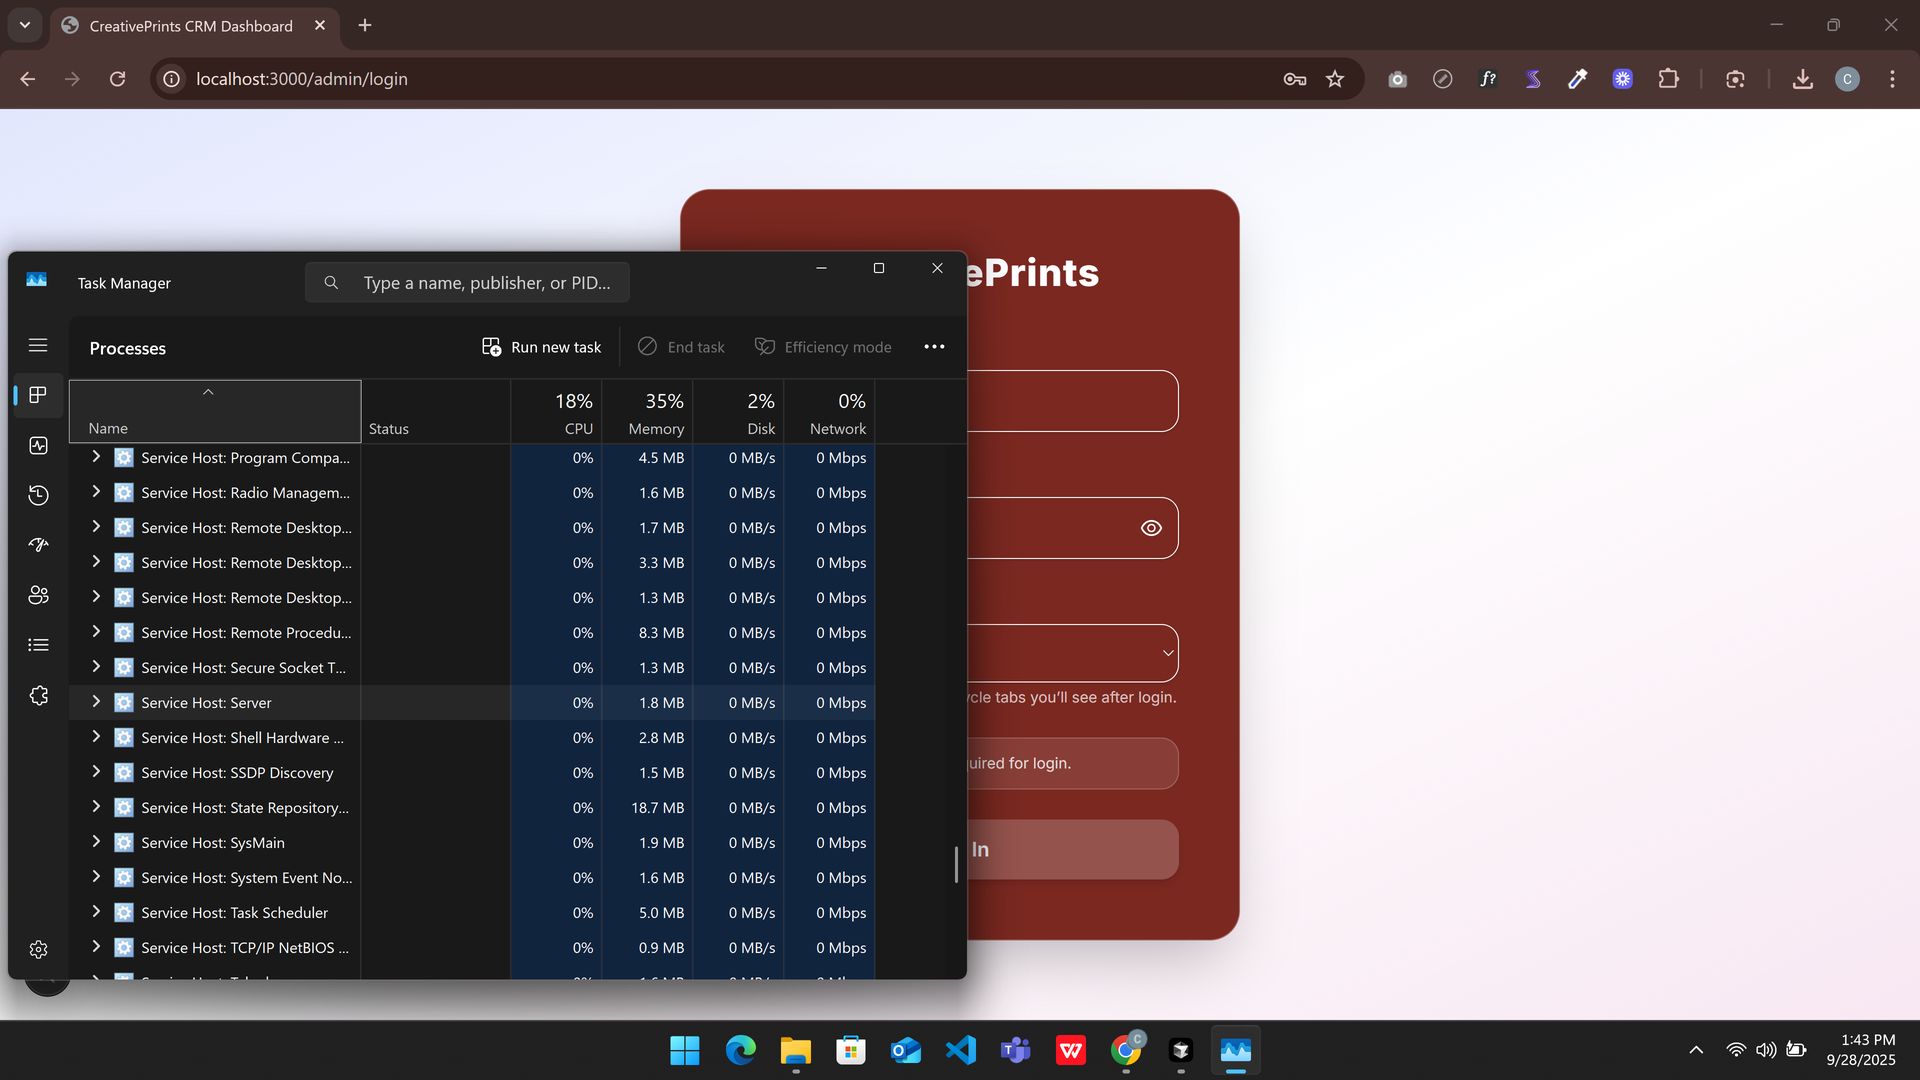 CreativePrints CRM Dashboard
localhost:3000/admin/login
f?
C
ePrints
cle tabs you'll see after login.
uired for login.
In
Task Manager
Type a name, publisher, or PID...
Processes
Run new task
End task
Efficiency mode
18% 35% 2% 0%
Name Status CPU Memory Disk Network
Service Host: Program Compa... 0% 4.5 MB 0 MB/s 0 Mbps
Service Host: Radio Managem... 0% 1.6 MB 0 MB/s 0 Mbps
Service Host: Remote Desktop... 0% 1.7 MB 0 MB/s 0 Mbps
Service Host: Remote Desktop... 0% 3.3 MB 0 MB/s 0 Mbps
Service Host: Remote Desktop... 0% 1.3 MB 0 MB/s 0 Mbps
Service Host: Remote Procedu... 0% 8.3 MB 0 MB/s 0 Mbps
Service Host: Secure Socket T... 0% 1.3 MB 0 MB/s 0 Mbps
Service Host: Server 0% 1.8 MB 0 MB/s 0 Mbps
Service Host: Shell Hardware ... 0% 2.8 MB 0 MB/s 0 Mbps
Service Host: SSDP Discovery 0% 1.5 MB 0 MB/s 0 Mbps
Service Host: State Repository... 0% 18.7 MB 0 MB/s 0 Mbps
Service Host: SysMain 0% 1.9 MB 0 MB/s 0 Mbps
Service Host: System Event No... 0% 1.6 MB 0 MB/s 0 Mbps
Service Host: Task Scheduler 0% 5.0 MB 0 MB/s 0 Mbps
Service Host: TCP/IP NetBIOS ... 0% 0.9 MB 0 MB/s 0 Mbps
1:43 PM
9/28/2025